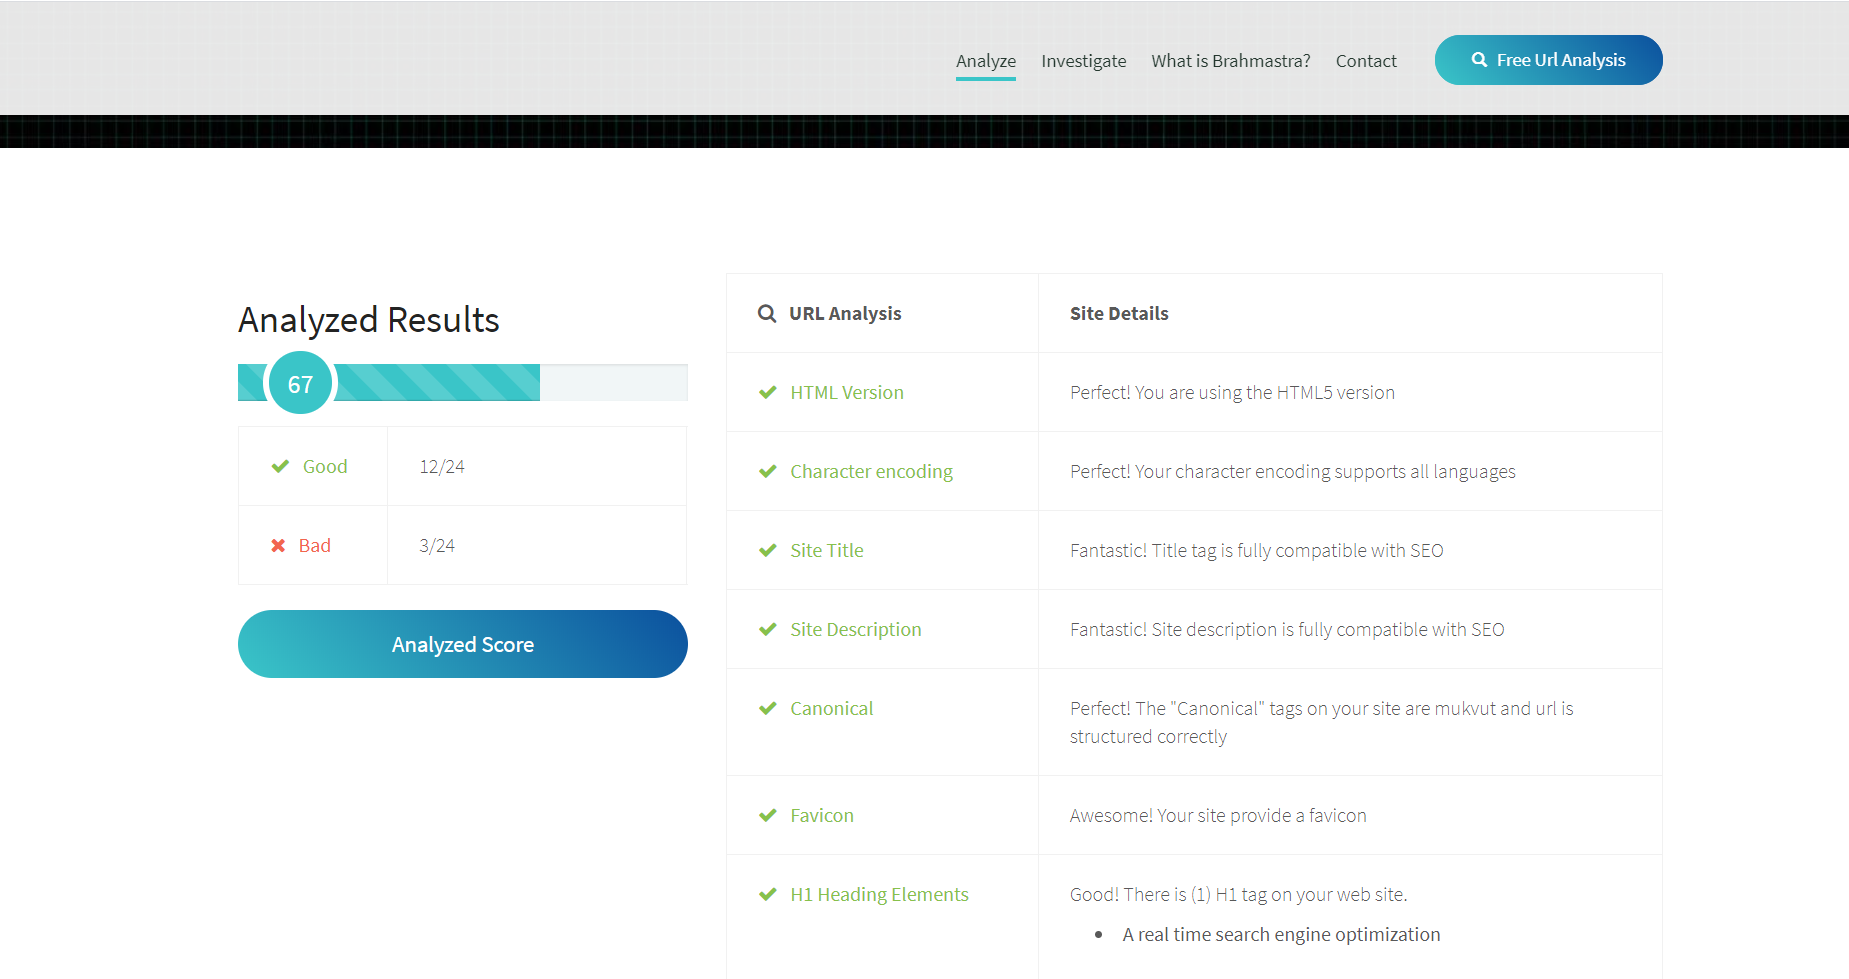 Analyze Investigate What is Brahmastra? Contact Free Url Analysis
Analyzed Results
67
Good 12/24
Bad 3/24
Analyzed Score
URL Analysis Site Details
HTML Version Perfect! You are using the HTML5 version
Character encoding Perfect! Your character encoding supports all languages
Site Title Fantastic! Title tag is fully compatible with SEO
Site Description Fantastic! Site description is fully compatible with SEO
Canonical Perfect! The "Canonical" tags on your site are mukvut and url is
structured correctly
Favicon Awesome! Your site provide a favicon
H1 Heading Elements Good! There is (1) H1 tag on your web site.
A real time search engine optimization